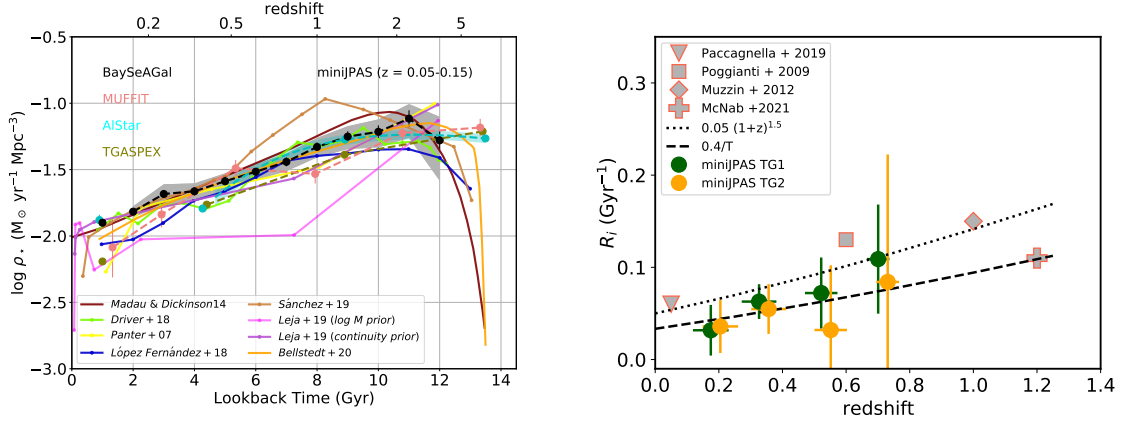 redshift
0.2 0.5 1 2 5
−0.5
−1.0
−1.5
−2.0
−2.5
−3.0
log ρ⋆ (M⊙ yr⁻¹ Mpc⁻³)
BaySeAGal
miniJPAS (z = 0.05-0.15)
MUFFIT
AlStar
TGASPEX
Madau & Dickinson14
Driver + 18
Panter + 07
López Fernández + 18
Sánchez + 19
Leja + 19 (log M prior)
Leja + 19 (continuity prior)
Bellstedt + 20
0 2 4 6 8 10 12 14
Lookback Time (Gyr)
0.3
0.2
0.1
0.0
R_i (Gyr⁻¹)
Paccagnella + 2019
Poggianti + 2009
Muzzin + 2012
McNab +2021
0.05 (1+z)^1.5
0.4/T
miniJPAS TG1
miniJPAS TG2
0.0 0.2 0.4 0.6 0.8 1.0 1.2 1.4
redshift